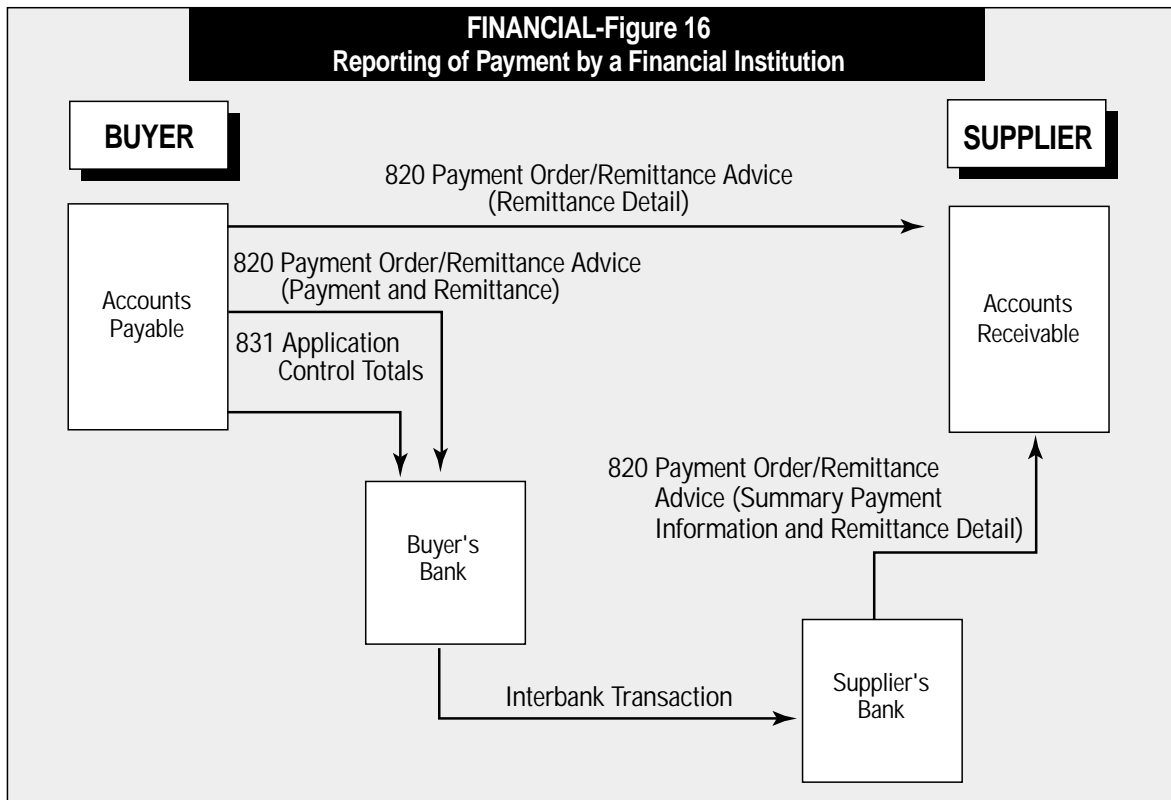 FINANCIAL-Figure 16
Reporting of Payment by a Financial Institution
BUYER
SUPPLIER
820 Payment Order/Remittance Advice
(Remittance Detail)
820 Payment Order/Remittance Advice
(Payment and Remittance)
Accounts
Payable
Accounts
Receivable
831 Application
Control Totals
820 Payment Order/Remittance
Advice (Summary Payment
Information and Remittance Detail)
Buyer's
Bank
Interbank Transaction
Supplier's
Bank